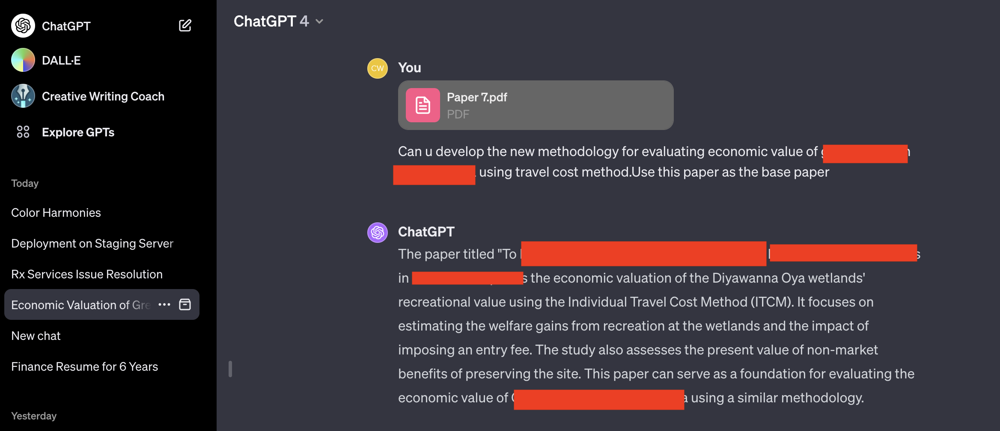 ChatGPT
DALL·E
Creative Writing Coach
Explore GPTs
Today
Color Harmonies
Deployment on Staging Server
Rx Services Issue Resolution
Economic Valuation of Gre
New chat
Finance Resume for 6 Years
Yesterday
ChatGPT 4
CW
You
Paper 7.pdf
PDF
Can u develop the new methodology for evaluating economic value of
using travel cost method.Use this paper as the base paper
ChatGPT
The paper titled "To
in the economic valuation of the Diyawanna Oya wetlands'
recreational value using the Individual Travel Cost Method (ITCM). It focuses on
estimating the welfare gains from recreation at the wetlands and the impact of
imposing an entry fee. The study also assesses the present value of non-market
benefits of preserving the site. This paper can serve as a foundation for evaluating the
economic value of using a similar methodology.